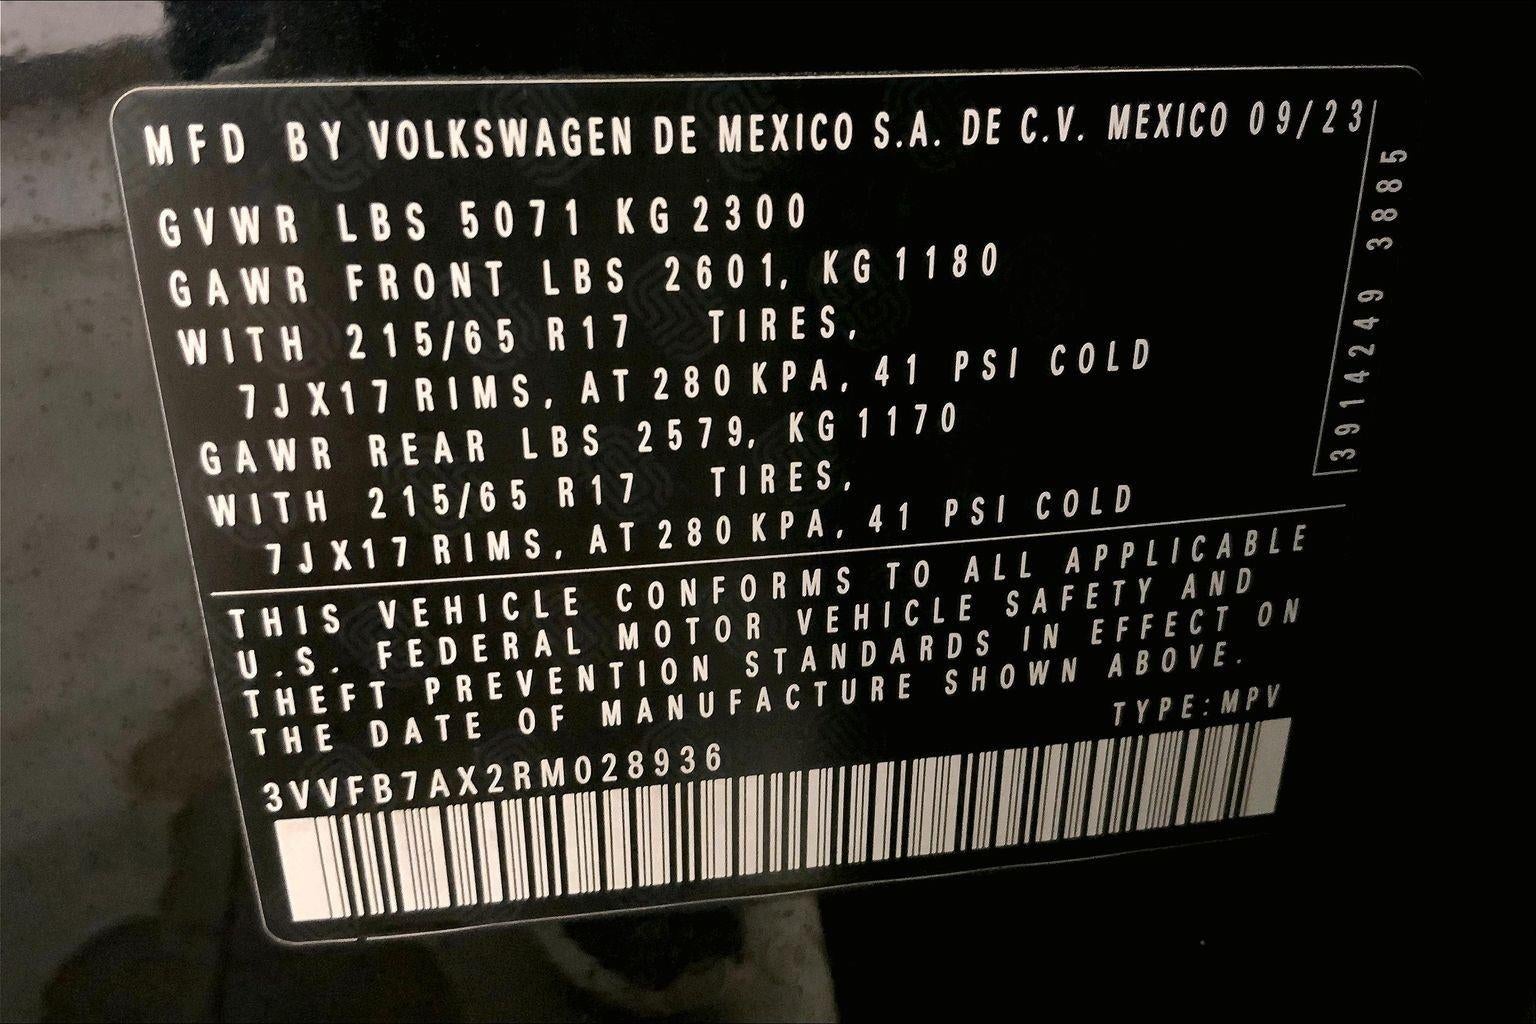 MFD BY VOLKSWAGEN DE MEXICO S.A. DE C.V. MEXICO 09/23
GVWR LBS 5071 KG 2300
GAWR FRONT LBS 2601, KG 1180
WITH 215/65 R17 TIRES,
7JX17 RIMS, AT 280 KPA, 41 PSI COLD
GAWR REAR LBS 2579, KG 1170
WITH 215/65 R17 TIRES,
7JX17 RIMS, AT 280 KPA, 41 PSI COLD
39142249 3885
THIS VEHICLE CONFORMS TO ALL APPLICABLE
U.S. FEDERAL MOTOR VEHICLE SAFETY AND
THEFT PREVENTION STANDARDS IN EFFECT ON
THE DATE OF MANUFACTURE SHOWN ABOVE.
TYPE:MPV
3VVFB7AX2RM028936